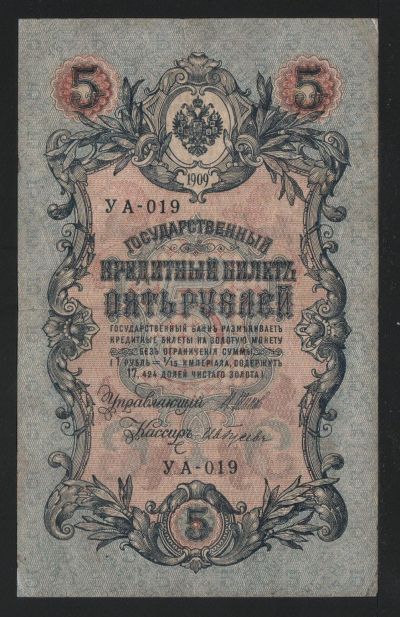 5 5
1909
УА-019
ГОСУДАРСТВЕННЫЙ
КРЕДИТНЫЙ БИЛЕТЪ
ПЯТЬ РУБЛЕЙ
ГОСУДАРСТВЕННЫЙ БАНКЪ РАЗМѢНИВАЕТЪ
КРЕДИТНЫЕ БИЛЕТЫ НА ЗОЛОТУЮ МОНЕТУ
БЕЗЪ ОГРАНИЧЕНІЯ СУММЫ
(1 РУБЛЬ = 1/15 ИМПЕРІАЛА, СОДЕРЖИТЪ
17,424 ДОЛЕЙ ЧИСТАГО ЗОЛОТА).
Управляющій
Кассиръ
УА-019
5